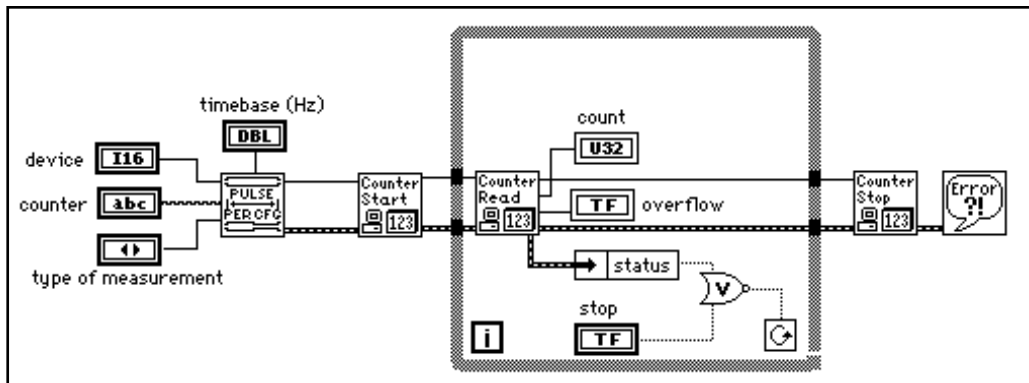 timebase (Hz)
DBL
device
I16
counter
abc
type of measurement
PULSE
PER CFG
Counter
Start
123
Counter
Read
123
count
U32
TF
overflow
status
V
stop
TF
i
Counter
Stop
123
Error
?!